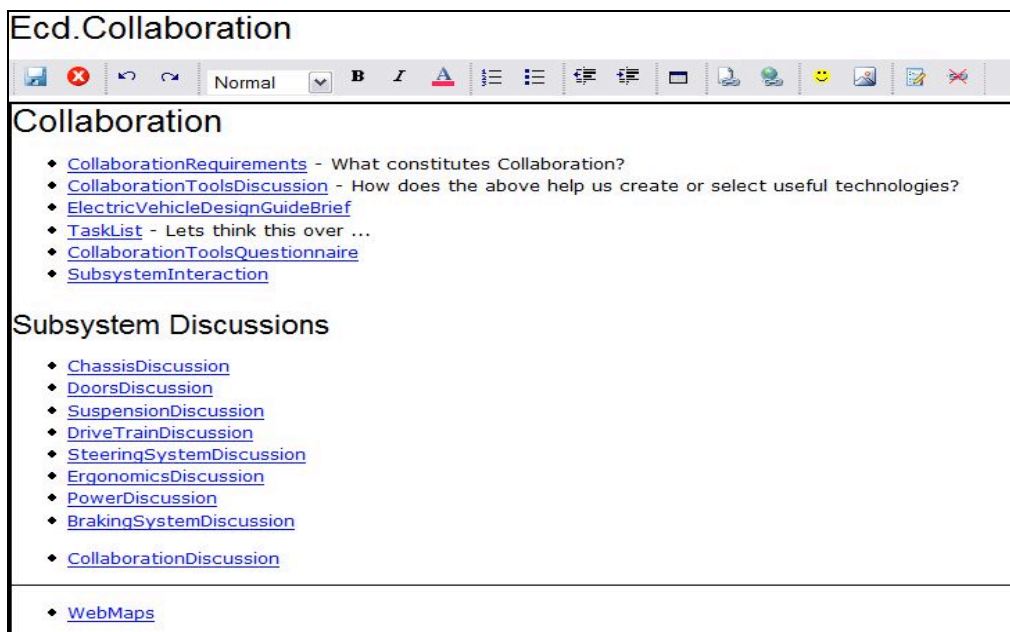 Ecd.Collaboration
Normal B I A
Collaboration
CollaborationRequirements - What constitutes Collaboration?
CollaborationToolsDiscussion - How does the above help us create or select useful technologies?
ElectricVehicleDesignGuideBrief
TaskList - Lets think this over ...
CollaborationToolsQuestionnaire
SubsystemInteraction
Subsystem Discussions
ChassisDiscussion
DoorsDiscussion
SuspensionDiscussion
DriveTrainDiscussion
SteeringSystemDiscussion
ErgonomicsDiscussion
PowerDiscussion
BrakingSystemDiscussion
CollaborationDiscussion
WebMaps